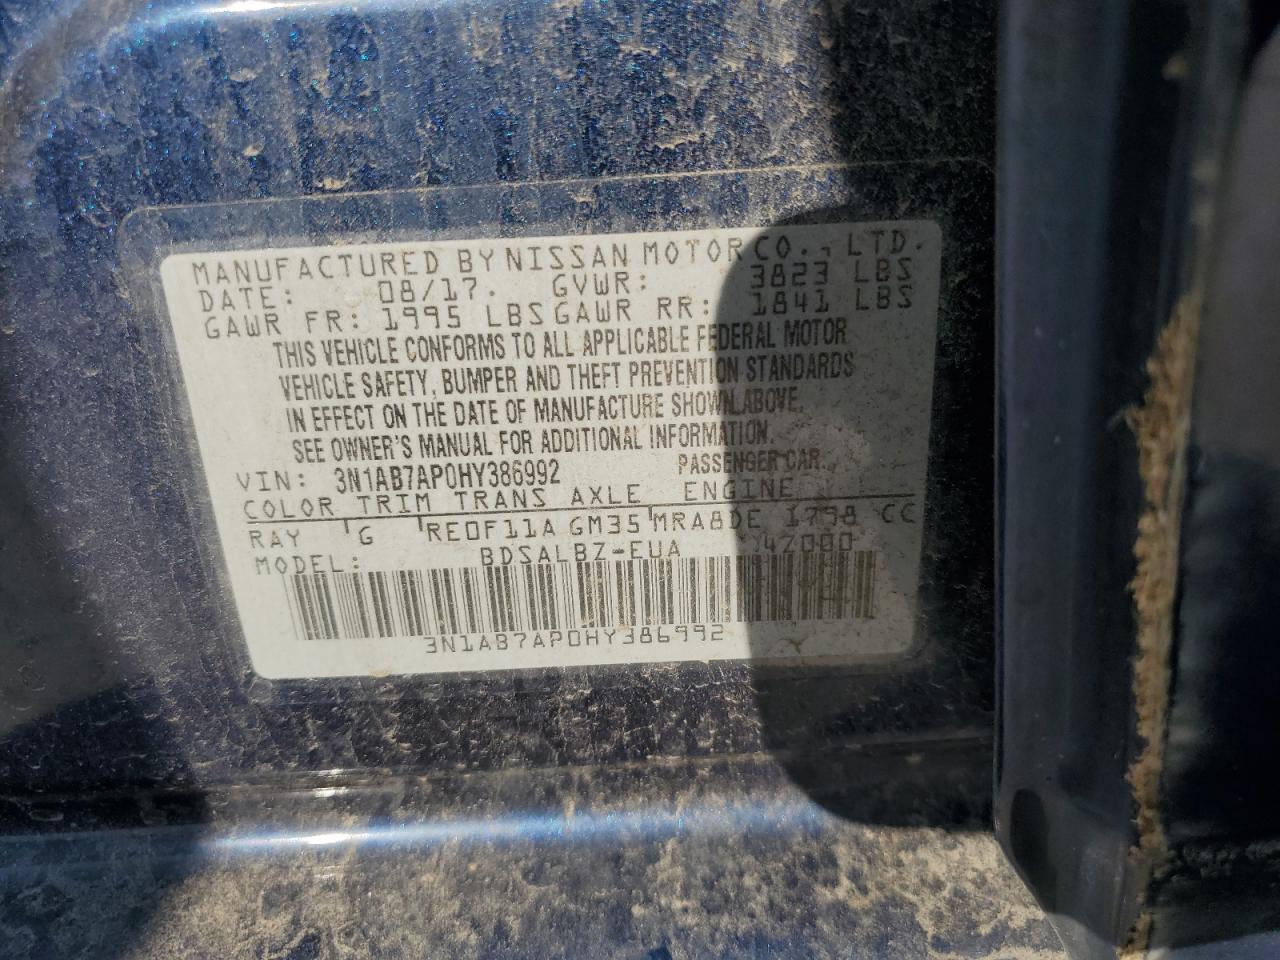 MANUFACTURED BY NISSAN MOTOR CO., LTD.
DATE: 08/17. GVWR: 3823 LBS
GAWR FR: 1995 LBS GAWR RR: 1841 LBS
THIS VEHICLE CONFORMS TO ALL APPLICABLE FEDERAL MOTOR
VEHICLE SAFETY, BUMPER AND THEFT PREVENTION STANDARDS
IN EFFECT ON THE DATE OF MANUFACTURE SHOWN ABOVE.
SEE OWNER'S MANUAL FOR ADDITIONAL INFORMATION.
VIN: 3N1AB7AP0HY386992 PASSENGER CAR
COLOR TRIM TRANS AXLE ENGINE
RAY G RE0F11A GM35 MRA8DE 1798 CC
MODEL: BDSALBZ-EUA
3N1AB7AP0HY386992